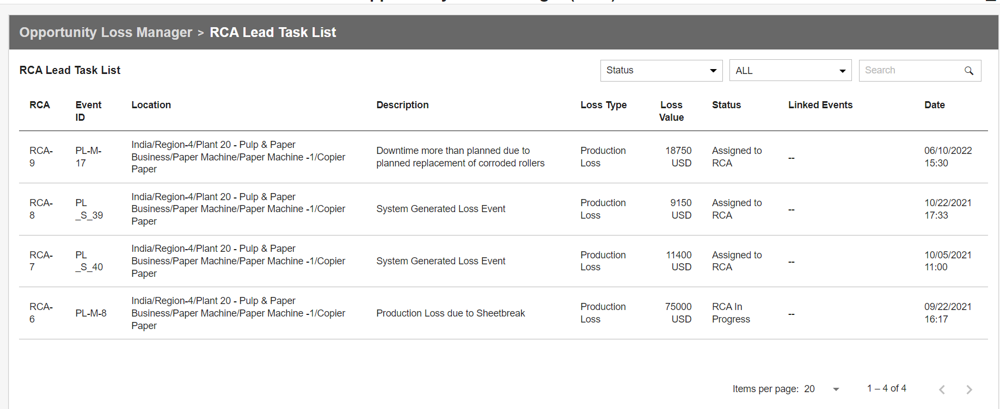 Opportunity Loss Manager > RCA Lead Task List
RCA Lead Task List
Status
ALL
Search
RCA
Event
ID
Location
Description
Loss Type
Loss
Value
Status
Linked Events
Date
RCA-
9
PL-M-
17
India/Region-4/Plant 20 - Pulp & Paper
Business/Paper Machine/Paper Machine -1/Copier
Paper
Downtime more than planned due to
planned replacement of corroded rollers
Production
Loss
18750
USD
Assigned to
RCA
--
06/10/2022
15:30
RCA-
8
PL
_S_39
India/Region-4/Plant 20 - Pulp & Paper
Business/Paper Machine/Paper Machine -1/Copier
Paper
System Generated Loss Event
Production
Loss
9150
USD
Assigned to
RCA
--
10/22/2021
17:33
RCA-
7
PL
_S_40
India/Region-4/Plant 20 - Pulp & Paper
Business/Paper Machine/Paper Machine -1/Copier
Paper
System Generated Loss Event
Production
Loss
11400
USD
Assigned to
RCA
--
10/05/2021
11:00
RCA-
6
PL-M-8
India/Region-4/Plant 20 - Pulp & Paper
Business/Paper Machine/Paper Machine -1/Copier
Paper
Production Loss due to Sheetbreak
Production
Loss
75000
USD
RCA In
Progress
--
09/22/2021
16:17
Items per page: 20
1 – 4 of 4